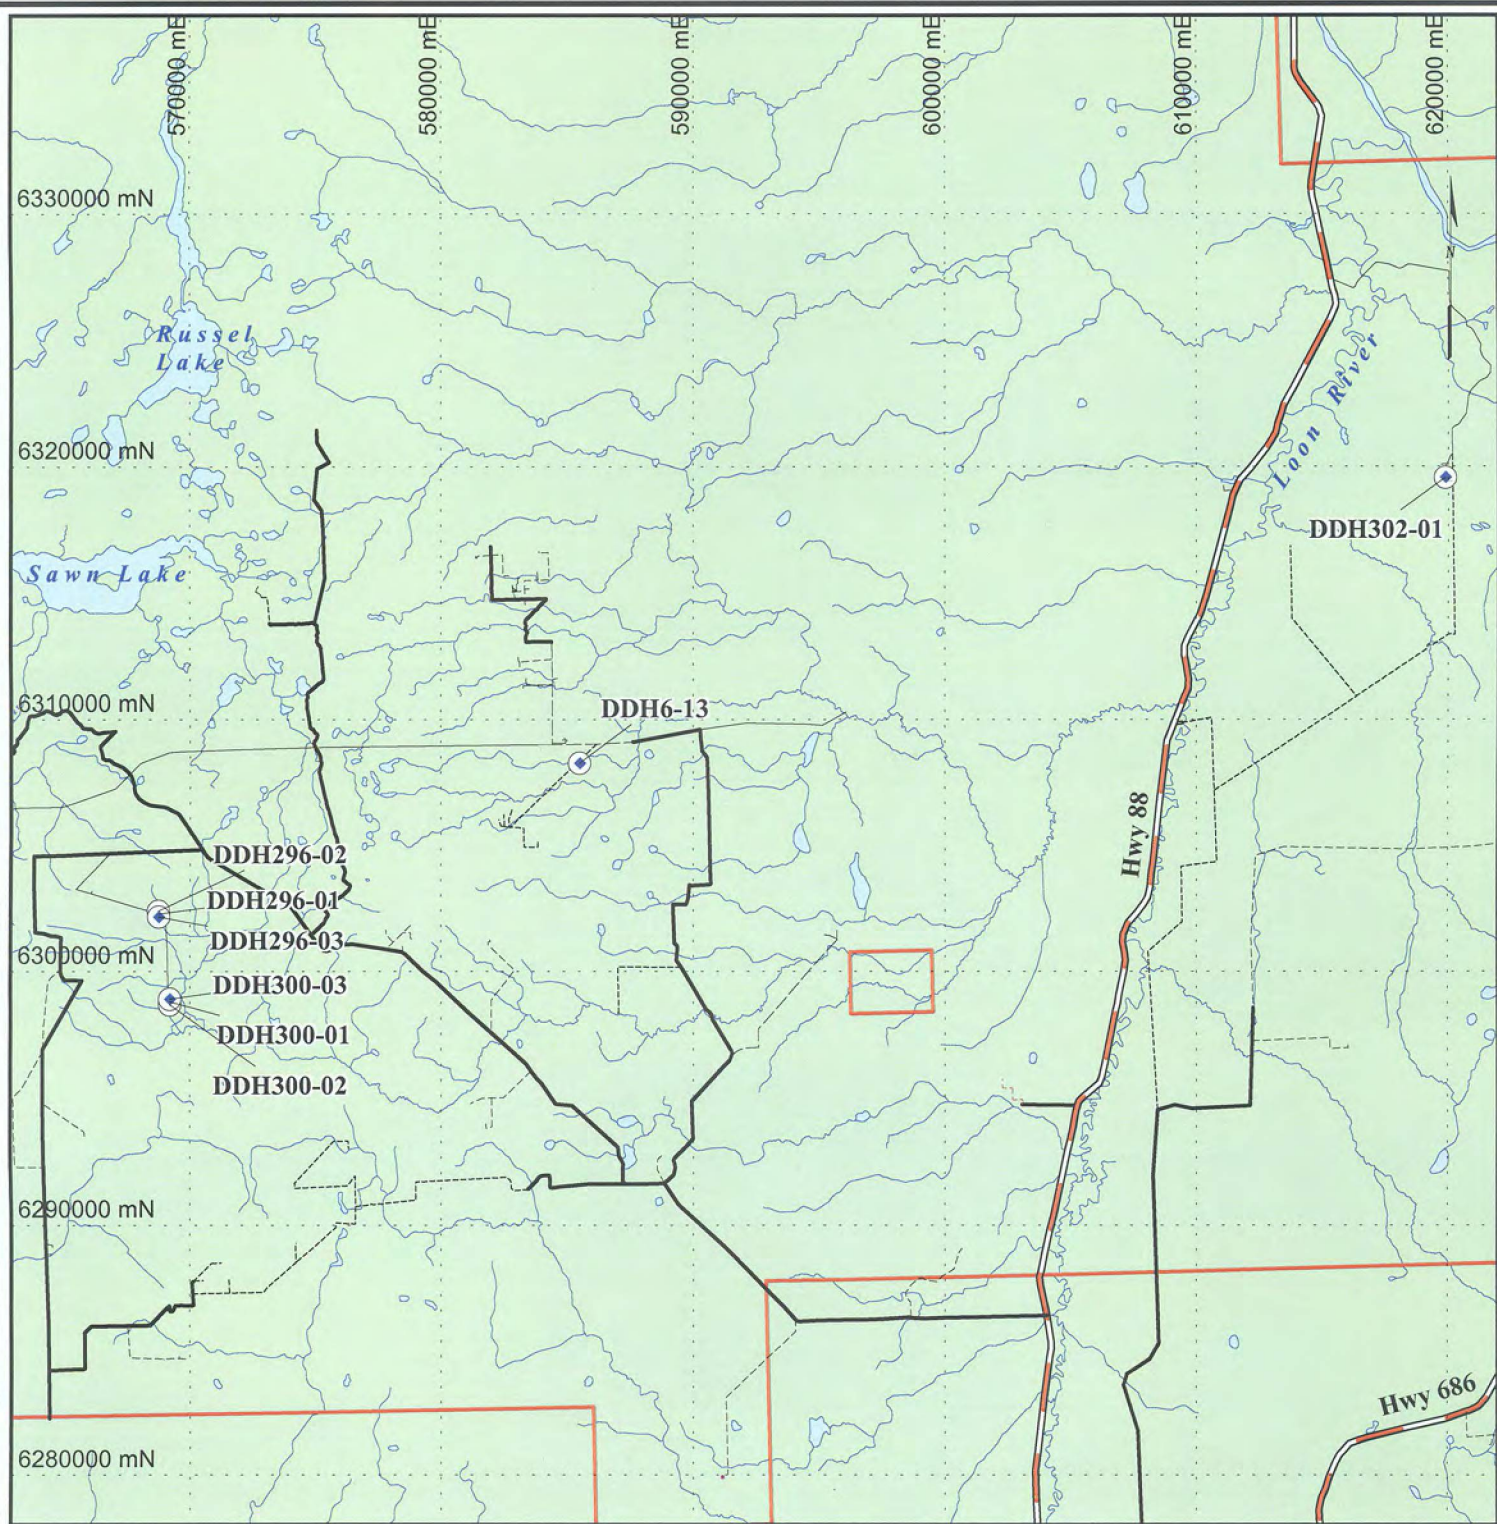 570000 mE
580000 mE
590000 mE
600000 mE
610000 mE
620000 mE
6330000 mN
N
Russel
Lake
Loon River
6320000 mN
DDH302-01
Sawn Lake
6310000 mN
DDH6-13
Hwy 88
DDH296-02
DDH296-01
DDH296-03
6300000 mN
DDH300-03
DDH300-01
DDH300-02
6290000 mN
Hwy 686
6280000 mN